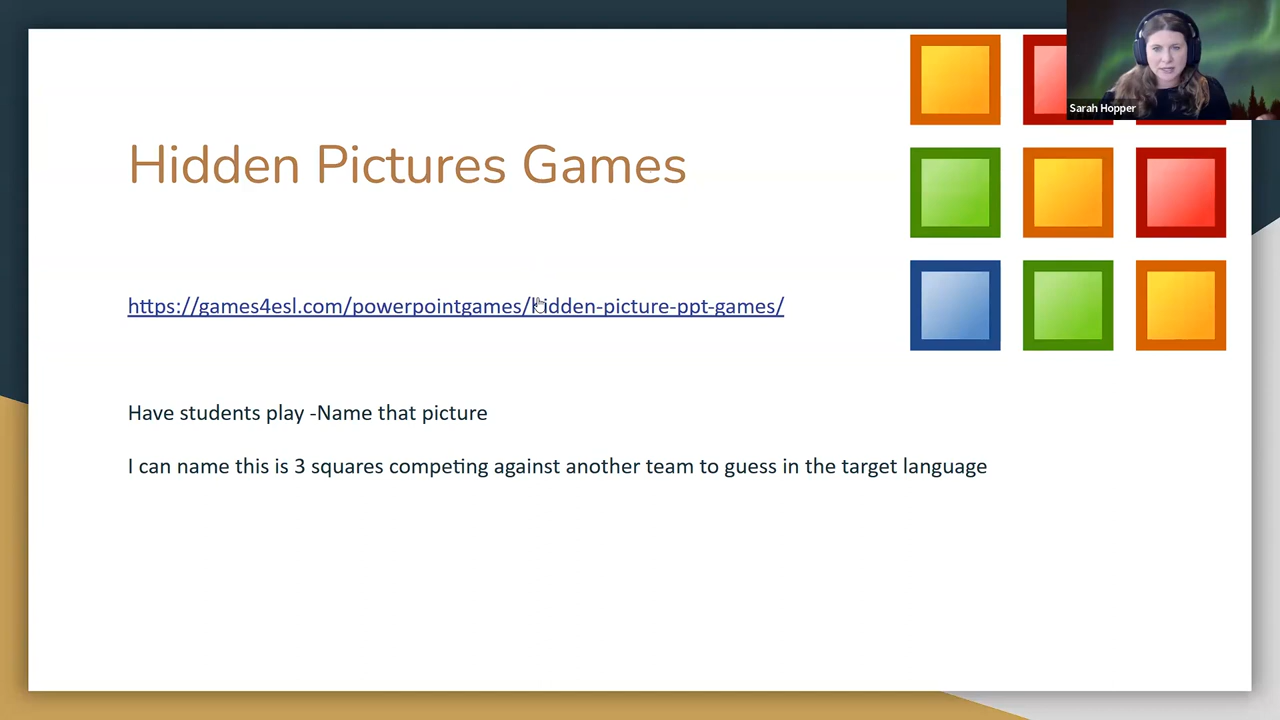 Sarah Hopper
Hidden Pictures Games
https://games4esl.com/powerpointgames/hidden-picture-ppt-games/
Have students play -Name that picture
I can name this is 3 squares competing against another team to guess in the target language